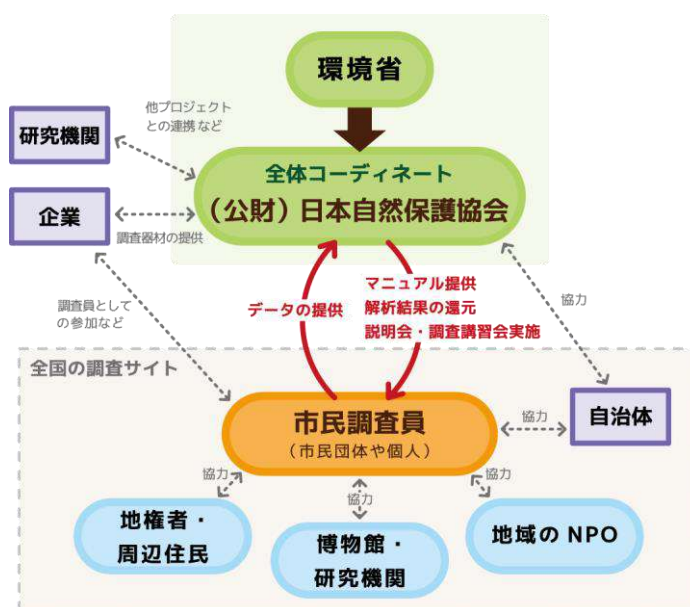 環境省
他プロジェクト
との連携など
研究機関
全体コーディネート
(公財)日本自然保護協会
企業
調査器材の提供
マニュアル提供
解析結果の還元
説明会・調査講習会実施
データの提供
調査員として
の参加など
協力
全国の調査サイト
市民調査員
(市民団体や個人)
協力
自治体
協力
協力
協力
地権者・
周辺住民
博物館・
研究機関
地域の NPO